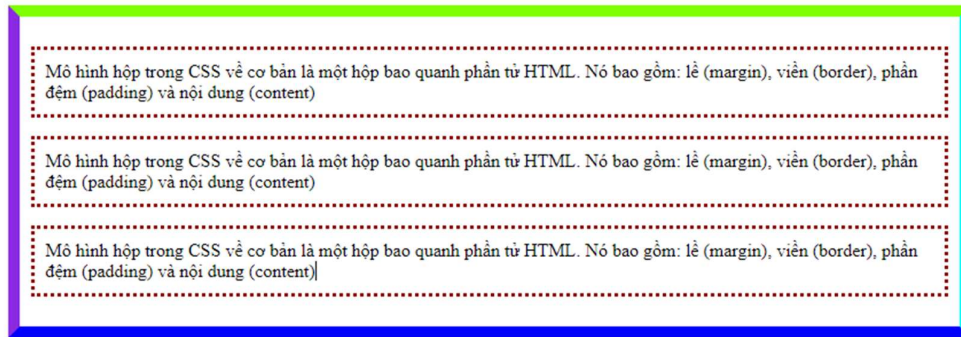 Mô hình hộp trong CSS về cơ bản là một hộp bao quanh phần tử HTML. Nó bao gồm: lề (margin), viền (border), phần
đệm (padding) và nội dung (content)
Mô hình hộp trong CSS về cơ bản là một hộp bao quanh phần tử HTML. Nó bao gồm: lề (margin), viền (border), phần
đệm (padding) và nội dung (content)
Mô hình hộp trong CSS về cơ bản là một hộp bao quanh phần tử HTML. Nó bao gồm: lề (margin), viền (border), phần
đệm (padding) và nội dung (content)